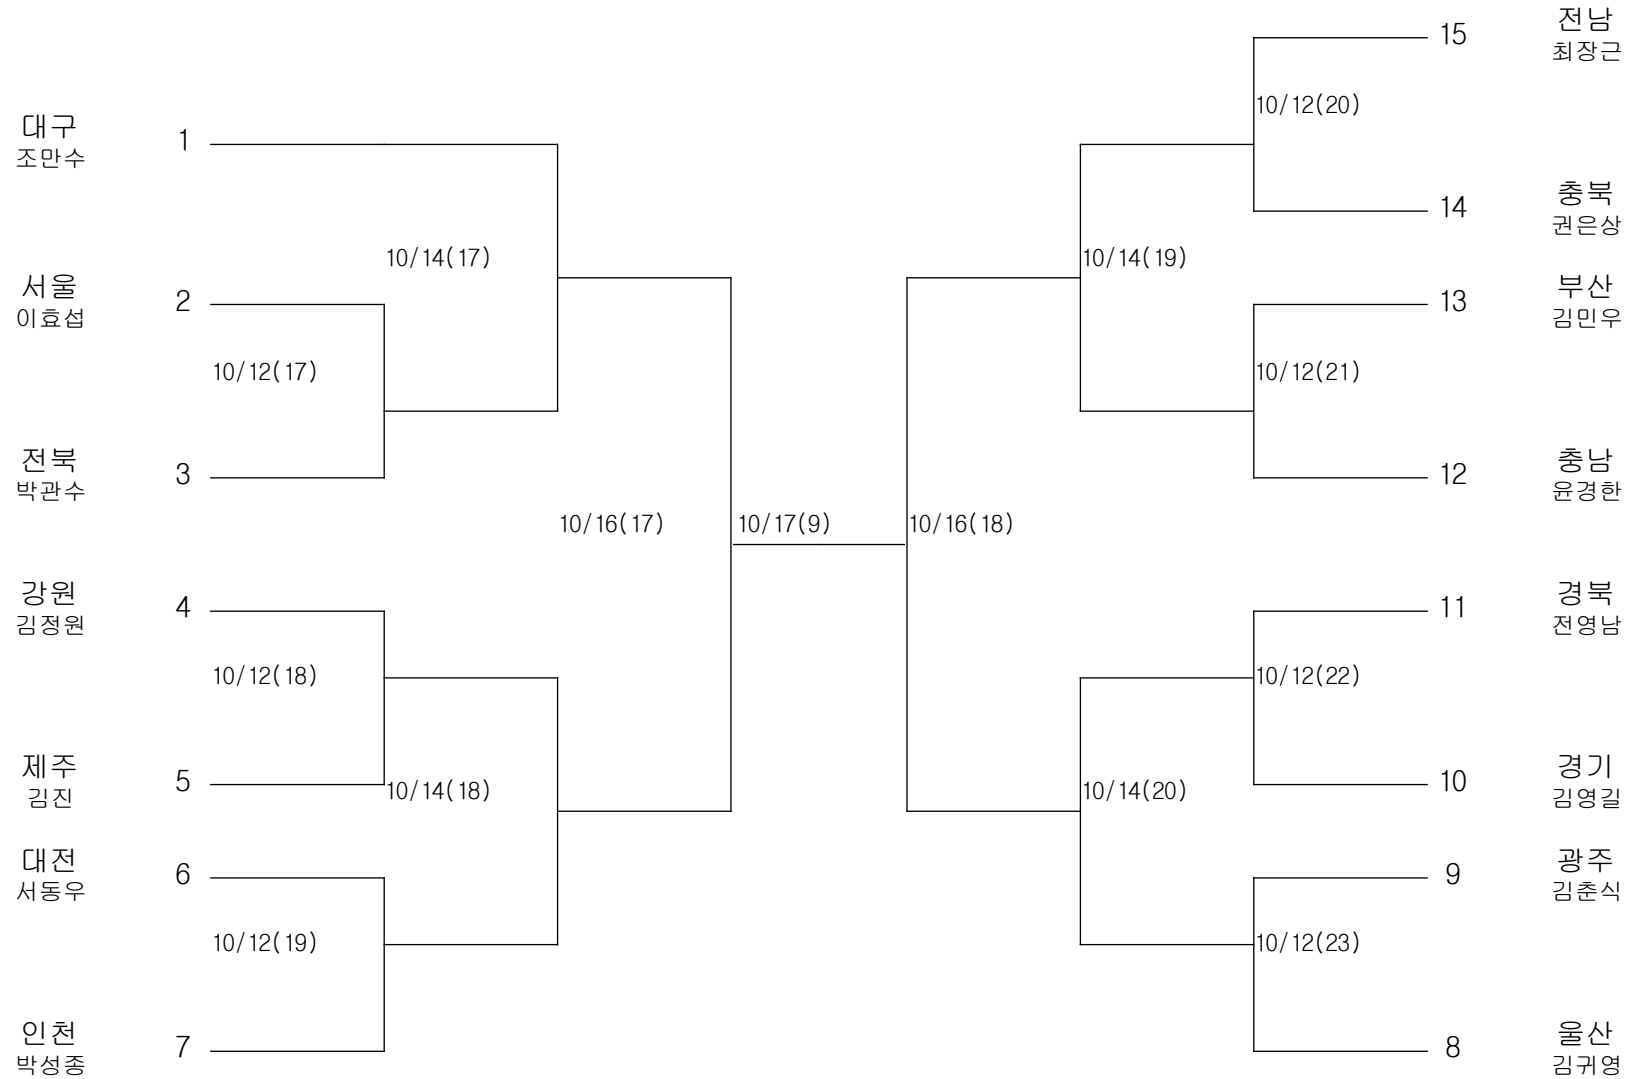 전남
15
최장근
10/12(20)
대구
1
조만수
충북
14
권은상
10/14(17)
10/14(19)
서울
2
이효섭
부산
13
김민우
10/12(17)
10/12(21)
전북
3
박관수
충남
12
윤경한
10/16(17)
10/17(9)
10/16(18)
강원
4
김정원
경북
11
전영남
10/12(18)
10/12(22)
제주
5
김진
경기
10
김영길
10/14(18)
10/14(20)
대전
6
서동우
광주
9
김춘식
10/12(19)
10/12(23)
인천
7
박성종
울산
8
김귀영